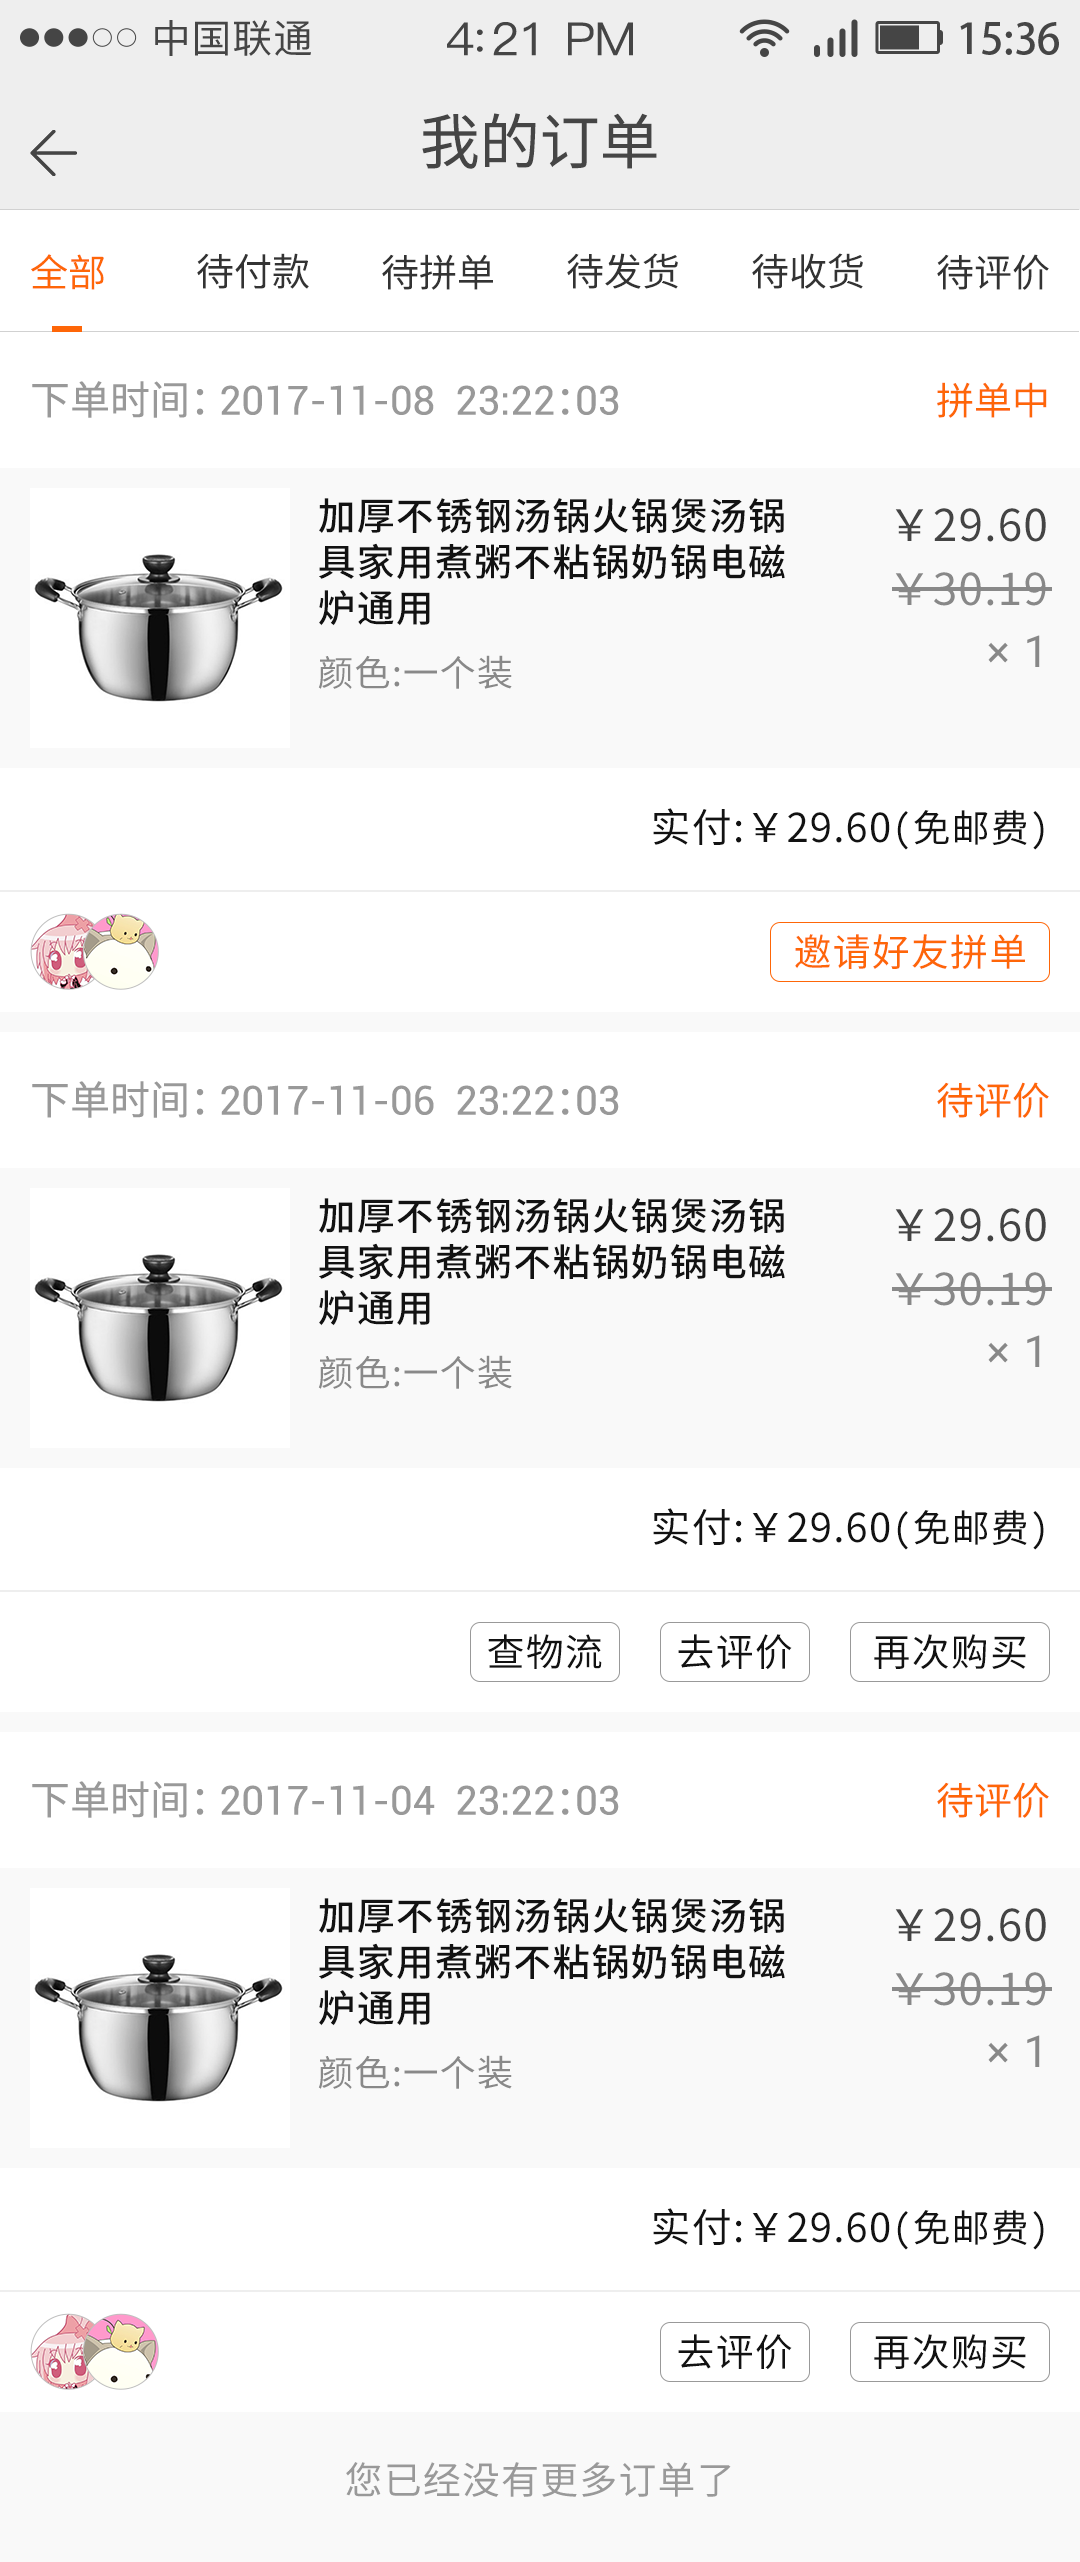 中国联通 4:21 PM 15:36
我的订单
全部 待付款 待拼单 待发货 待收货 待评价
下单时间：2017-11-08 23:22:03 拼单中
加厚不锈钢汤锅火锅煲汤锅 ￥29.60
具家用煮粥不粘锅奶锅电磁 ￥30.19
炉通用
× 1
颜色:一个装
实付:￥29.60(免邮费)
邀请好友拼单
下单时间：2017-11-06 23:22:03 待评价
加厚不锈钢汤锅火锅煲汤锅 ￥29.60
具家用煮粥不粘锅奶锅电磁 ￥30.19
炉通用
× 1
颜色:一个装
实付:￥29.60(免邮费)
查物流 去评价 再次购买
下单时间：2017-11-04 23:22:03 待评价
加厚不锈钢汤锅火锅煲汤锅 ￥29.60
具家用煮粥不粘锅奶锅电磁 ￥30.19
炉通用
× 1
颜色:一个装
实付:￥29.60(免邮费)
去评价 再次购买
您已经没有更多订单了